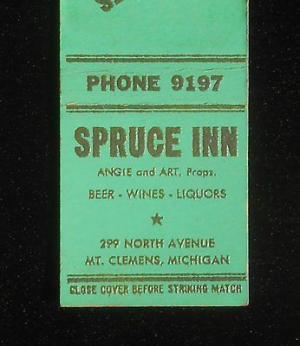 PHONE 9197
SPRUCE INN
ANGIE and ART, Props.
BEER - WINES - LIQUORS
299 NORTH AVENUE
MT. CLEMENS, MICHIGAN
CLOSE COVER BEFORE STRIKING MATCH